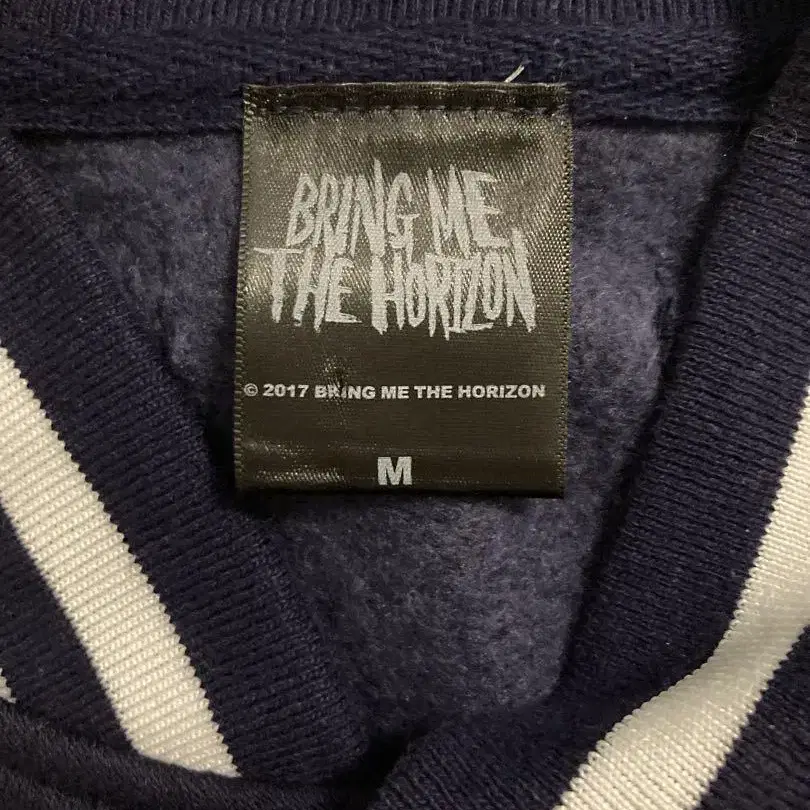 BRING ME
THE HORIZON
© 2017 BRING ME THE HORIZON
M